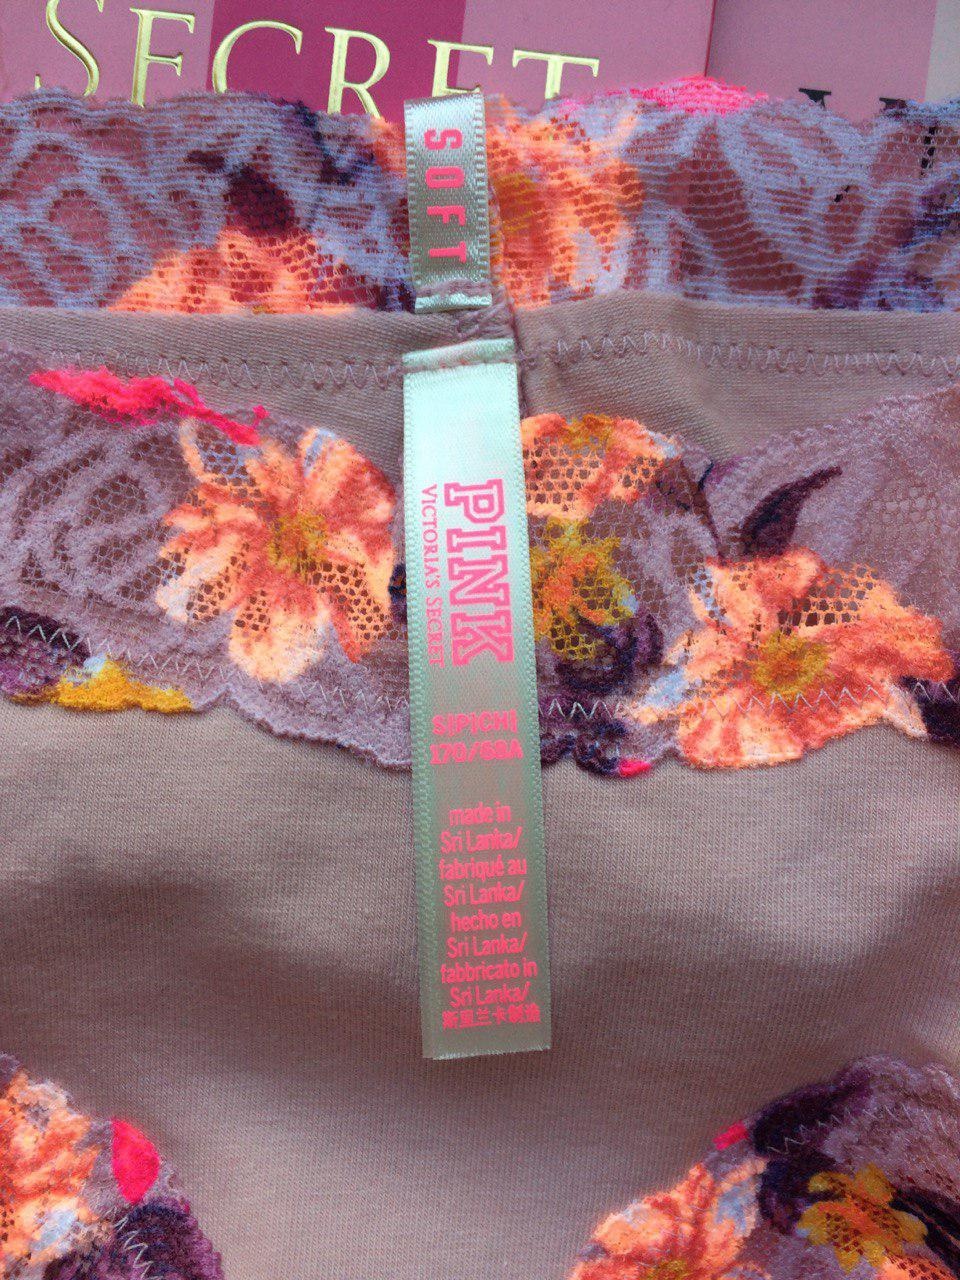 SECRET
SOFT
PINK
VICTORIA'S SECRET
S|P|CH|
170/68A
made in
Sri Lanka/
fabriqué au
Sri Lanka/
hecho en
Sri Lanka/
fabbricato in
Sri Lanka/
斯里兰卡制造